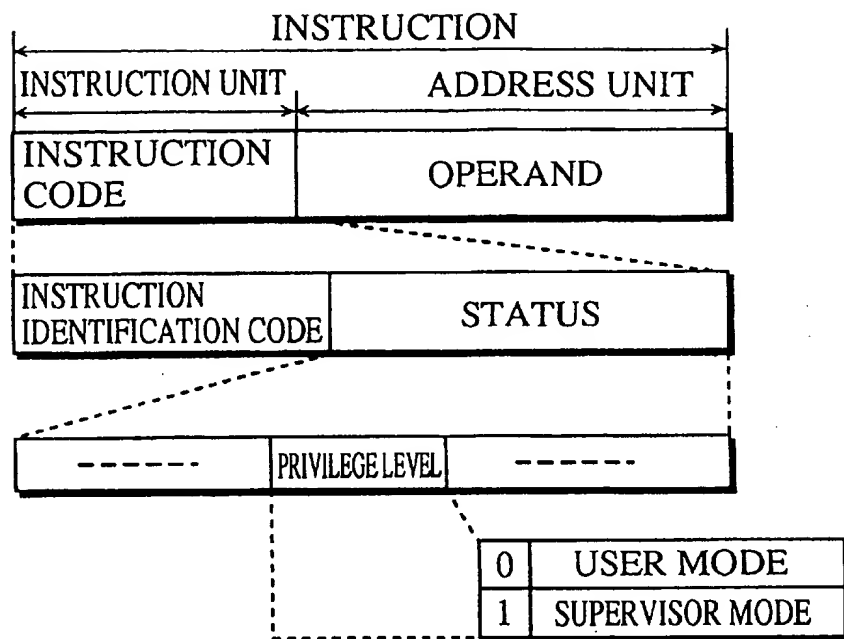 INSTRUCTION
INSTRUCTION UNIT ADDRESS UNIT
INSTRUCTION
CODE
OPERAND
INSTRUCTION
IDENTIFICATION CODE
STATUS
PRIVILEGE LEVEL
0 USER MODE
1 SUPERVISOR MODE